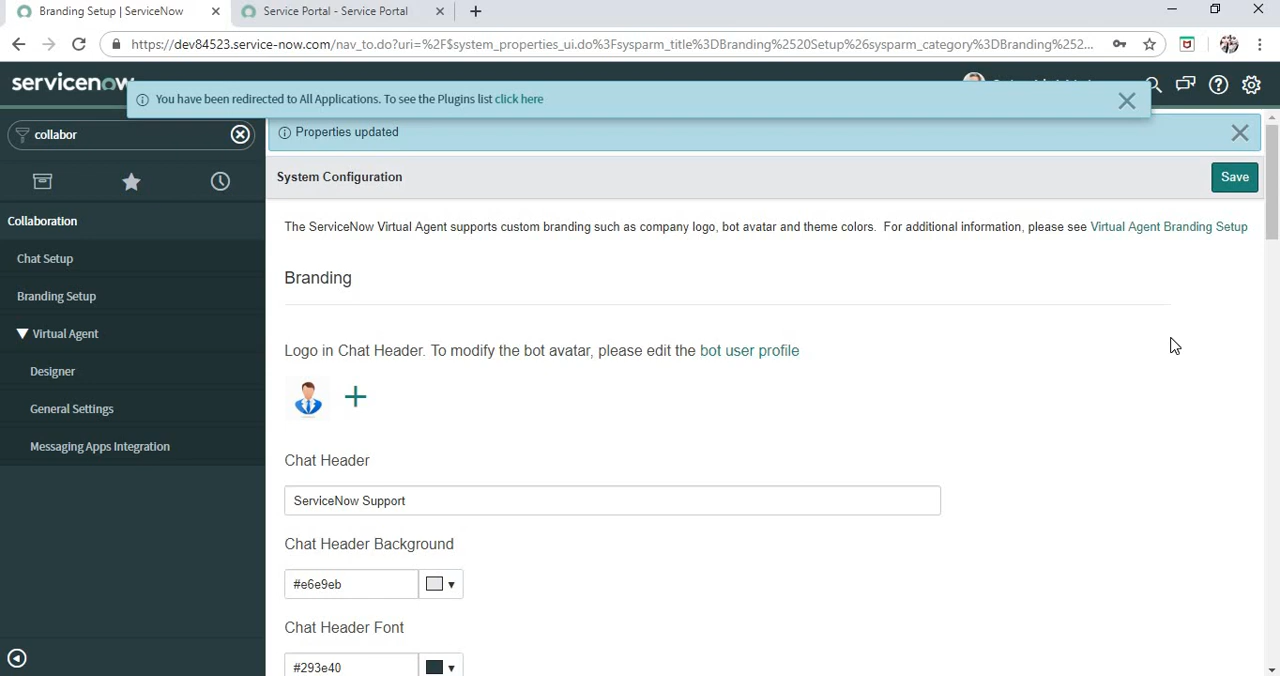 Branding Setup | ServiceNow
Service Portal - Service Portal
https://dev84523.service-now.com/nav_to.do?uri=%2F$system_properties_ui.do%3Fsysparm_title%3DBranding%2520Setup%26sysparm_category%3DBranding%252...
servicenow
You have been redirected to All Applications. To see the Plugins list click here
collabor
Properties updated
System Configuration
Save
Collaboration
Chat Setup
Branding Setup
Virtual Agent
Designer
General Settings
Messaging Apps Integration
The ServiceNow Virtual Agent supports custom branding such as company logo, bot avatar and theme colors. For additional information, please see Virtual Agent Branding Setup
Branding
Logo in Chat Header. To modify the bot avatar, please edit the bot user profile
Chat Header
ServiceNow Support
Chat Header Background
#e6e9eb
Chat Header Font
#293e40